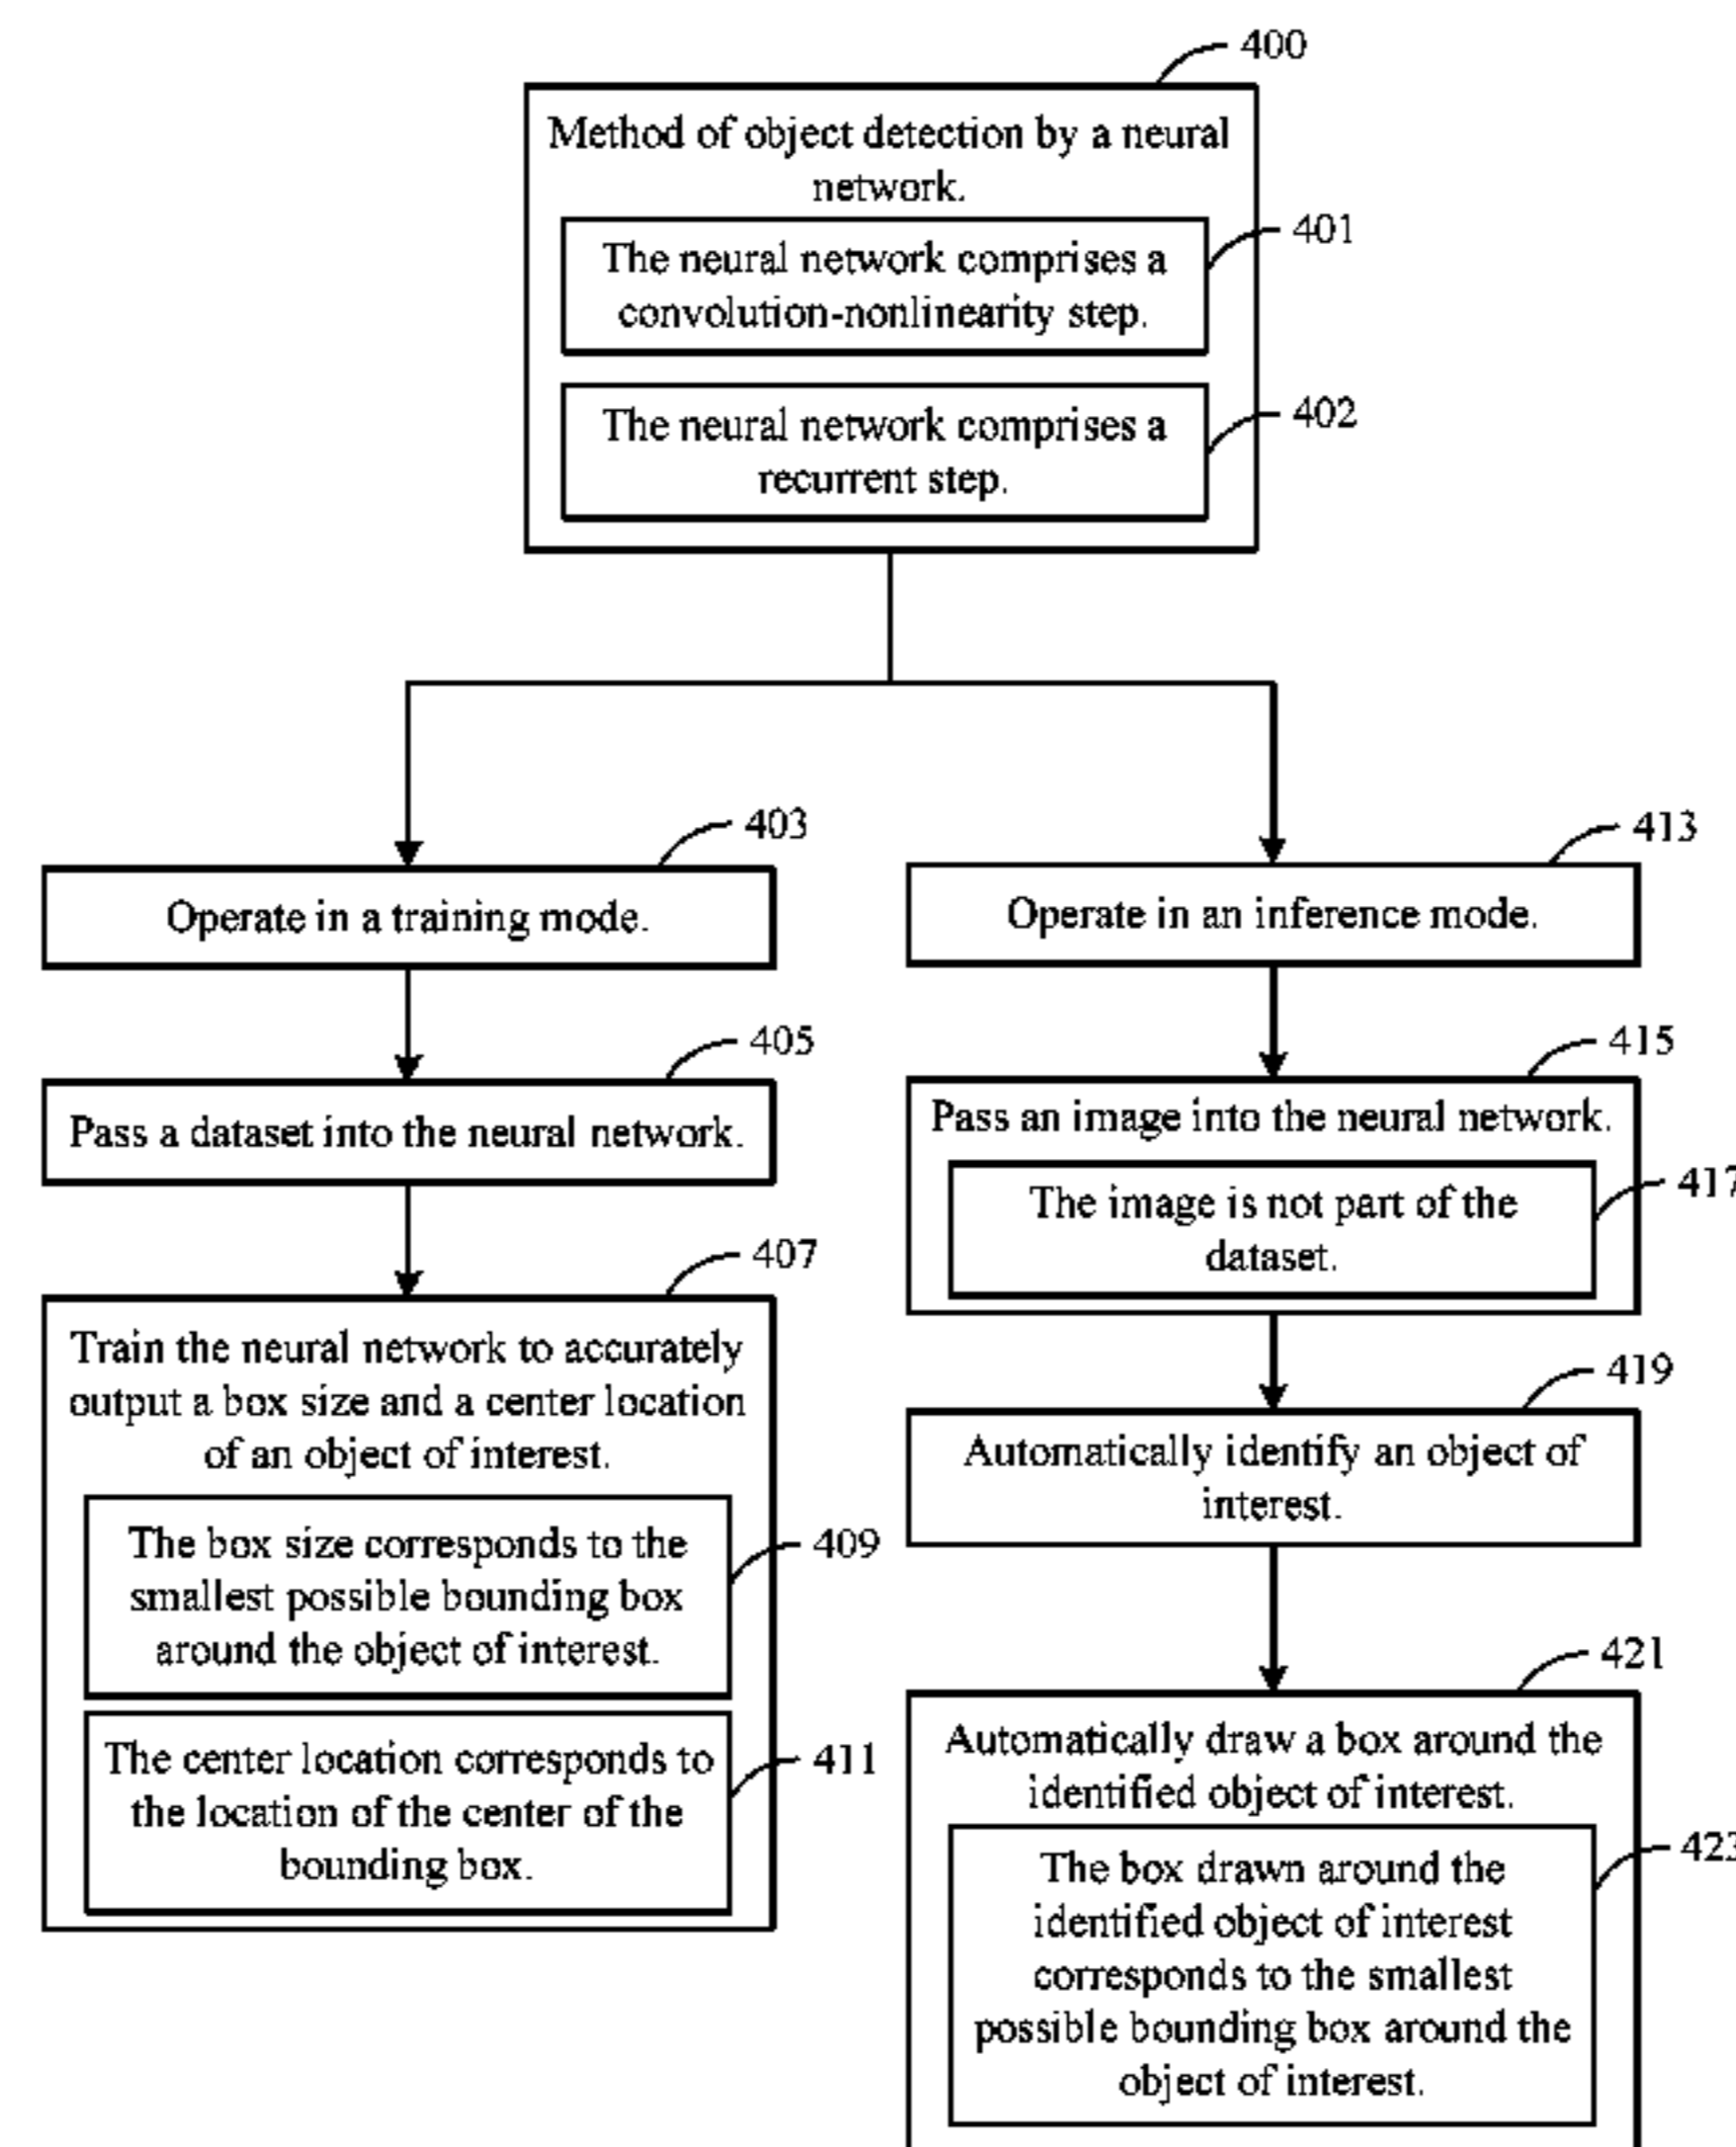 400
Method of object detection by a neural
network.
401
The neural network comprises a
convolution-nonlinearity step.
402
The neural network comprises a
recurrent step.
403
Operate in a training mode.
405
Pass a dataset into the neural network.
407
Train the neural network to accurately
output a box size and a center location
of an object of interest.
409
The box size corresponds to the
smallest possible bounding box
around the object of interest.
411
The center location corresponds to
the location of the center of the
bounding box.
413
Operate in an inference mode.
415
Pass an image into the neural network.
417
The image is not part of the
dataset.
419
Automatically identify an object of
interest.
421
Automatically draw a box around the
identified object of interest.
423
The box drawn around the
identified object of interest
corresponds to the smallest
possible bounding box around the
object of interest.